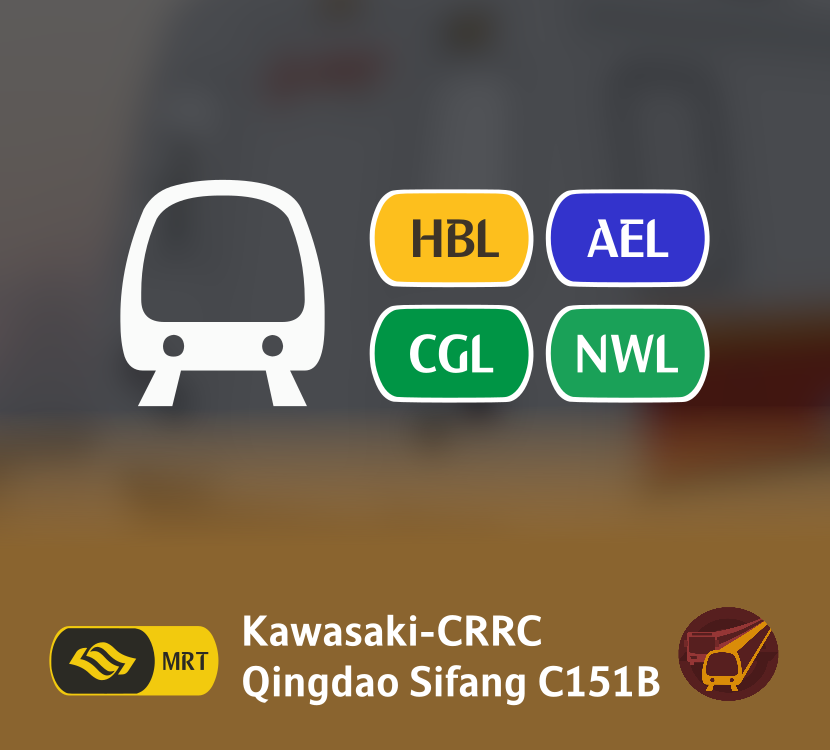 HBL AEL
CGL NWL
MRT
Kawasaki-CRRC
Qingdao Sifang C151B